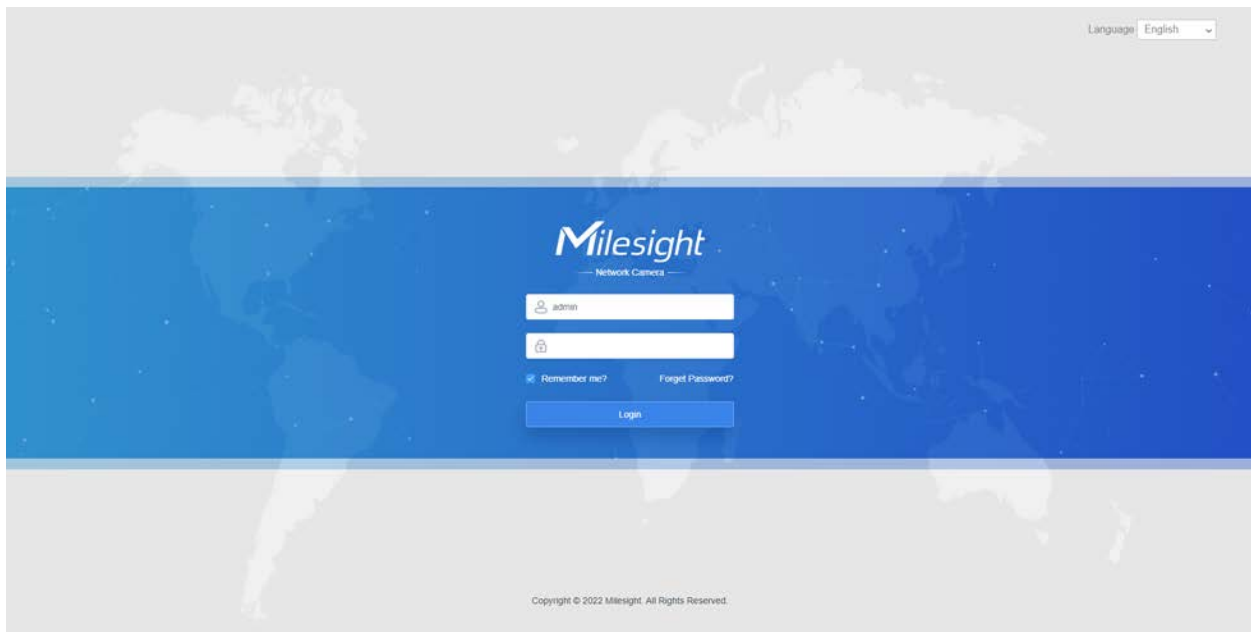 Language English
Milesight
Network Camera
admin
Remember me? Forget Password?
Login
Copyright © 2022 Milesight. All Rights Reserved.